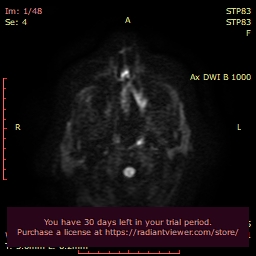 Im: 1/48
STP83
Se: 4
STP83
A
F
Ax DWI B 1000
R
L
You have 30 days left in your trial period.
Purchase a license at https://radiantviewer.com/store/